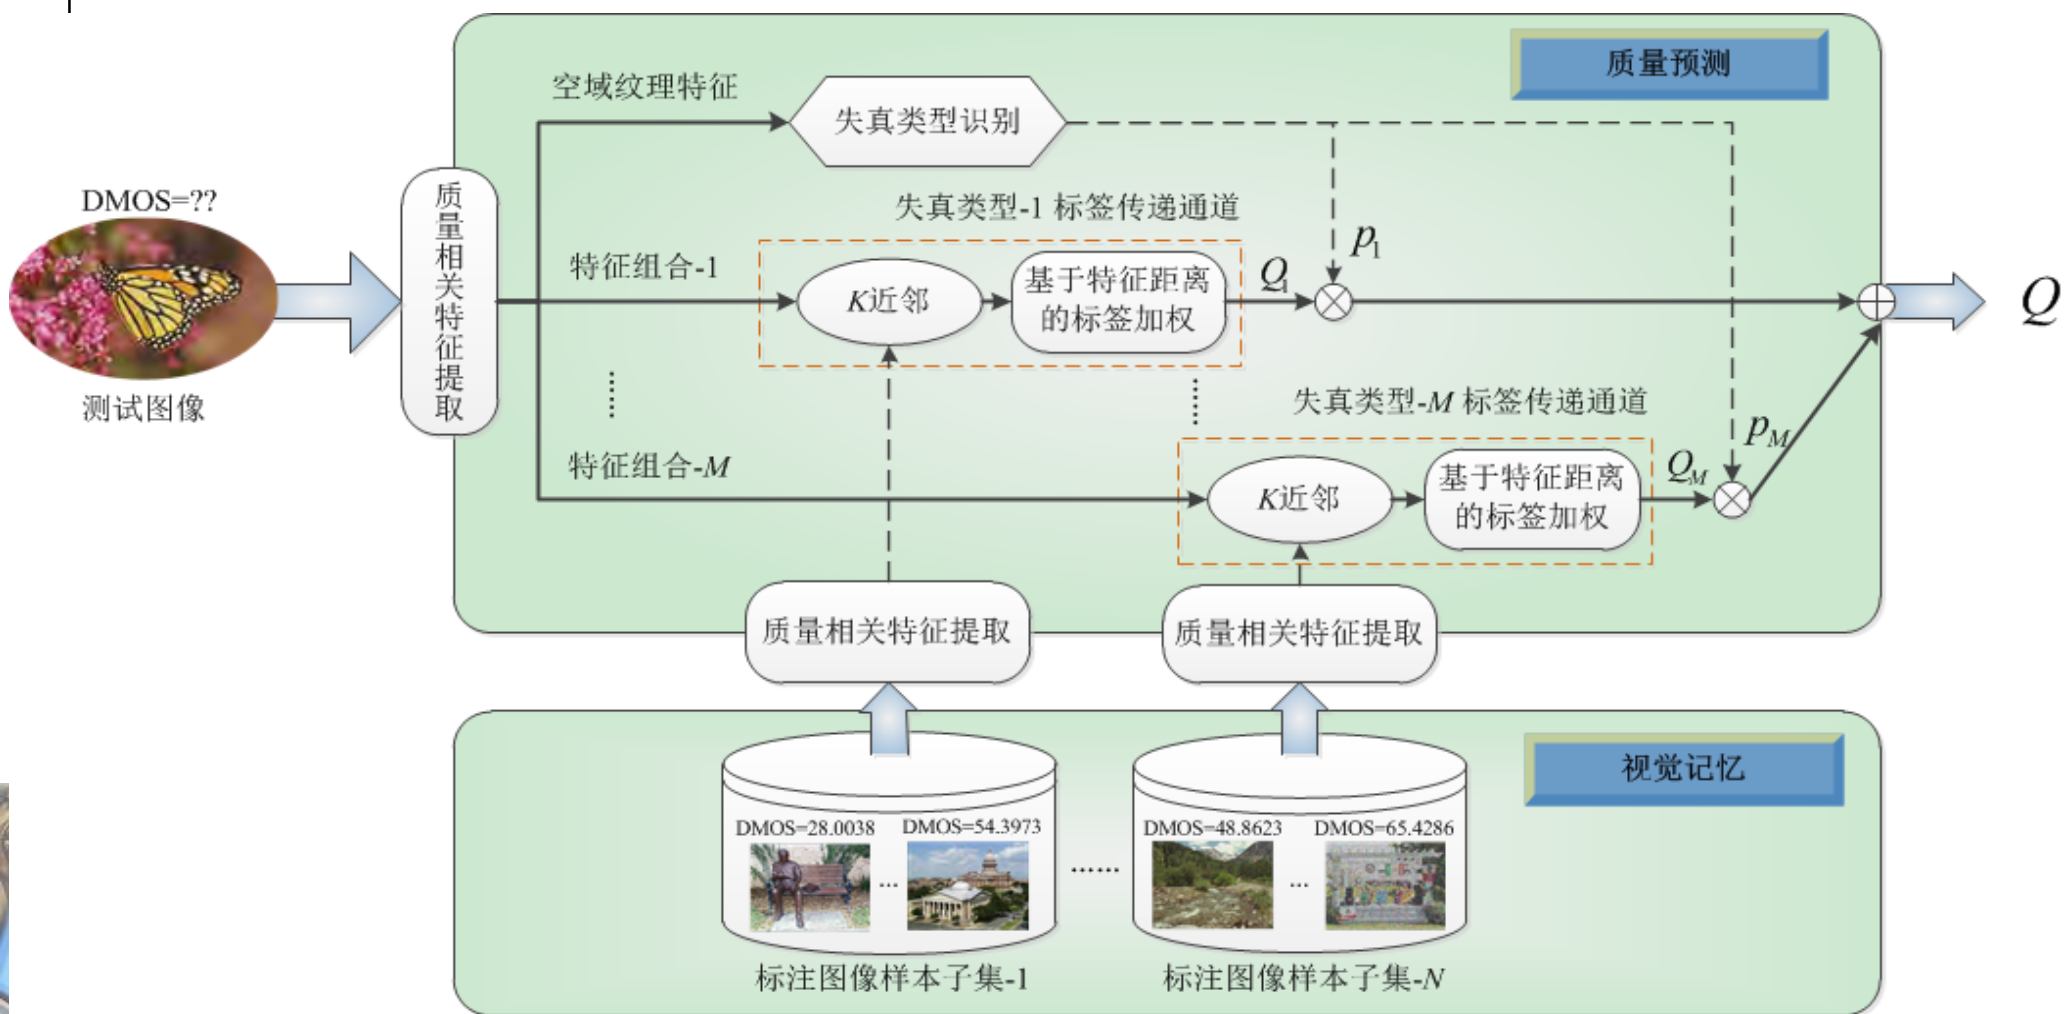 质量预测
空域纹理特征
失真类型识别
DMOS=??
质量相关特征提取
失真类型-1 标签传递通道
特征组合-1
K近邻
基于特征距离
的标签加权
Q1
p1
Q
测试图像
失真类型-M 标签传递通道
特征组合-M
K近邻
基于特征距离
的标签加权
QM
pM
质量相关特征提取
质量相关特征提取
视觉记忆
DMOS=28.0038
DMOS=54.3973
DMOS=48.8623
DMOS=65.4286
...
......
...
标注图像样本子集-1
标注图像样本子集-N